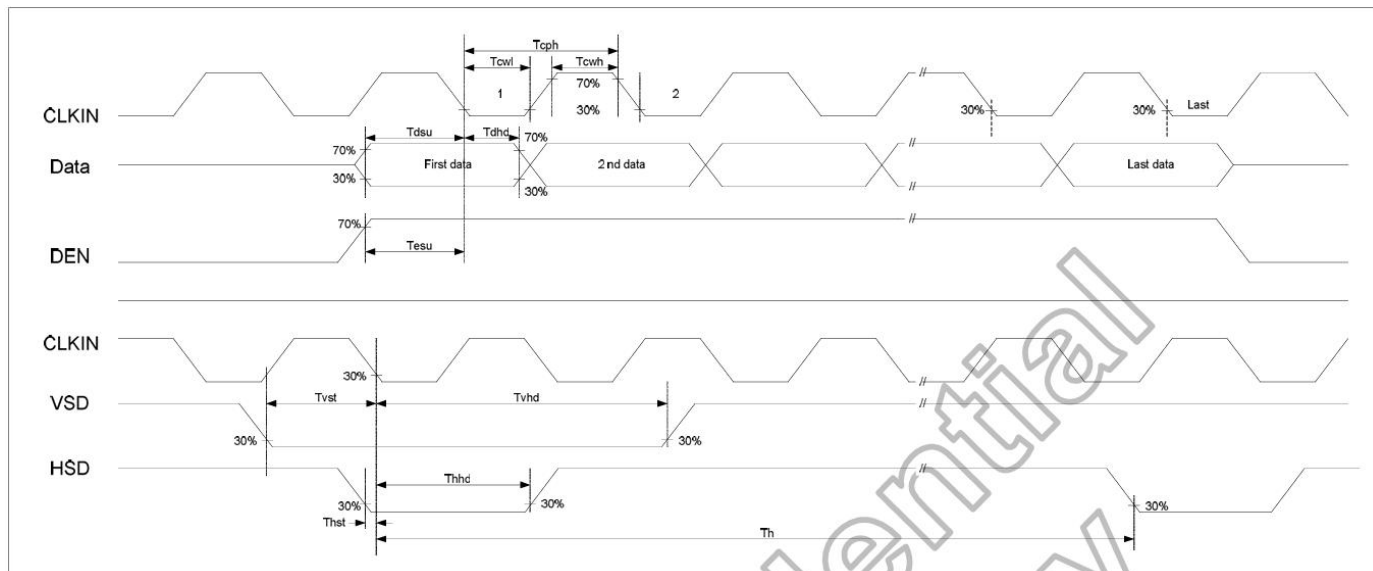 Tcph
Tcwl
Tcwh
1
70%
2
//
CLKIN
30%
30%
30%
Last
Tdsu
Tdhd
70%
70%
Data
First data
2 nd data
//
Last data
30%
30%
70%
//
DEN
Tesu
CLKIN
30%
//
VSD
Tvst
Tvhd
//
30%
30%
HSD
//
Thhd
30%
30%
30%
Thst
Th